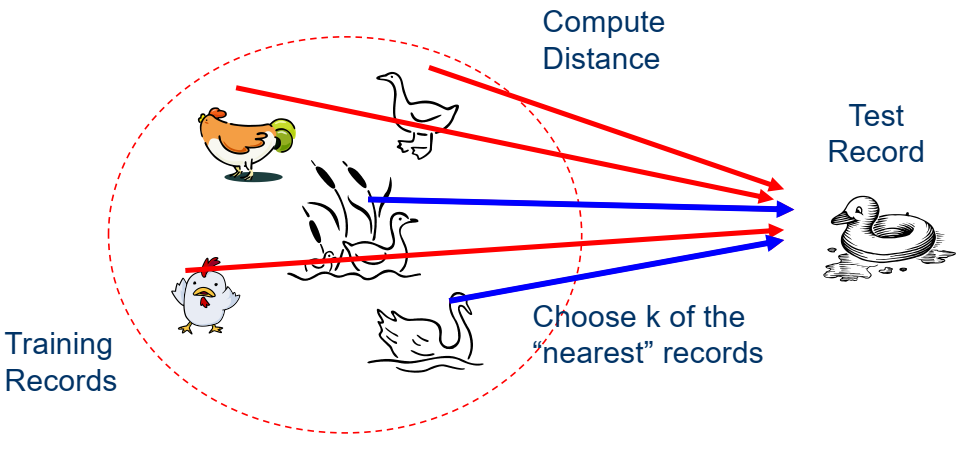 Compute
Distance
Test
Record
Training
Records
Choose k of the
“nearest” records